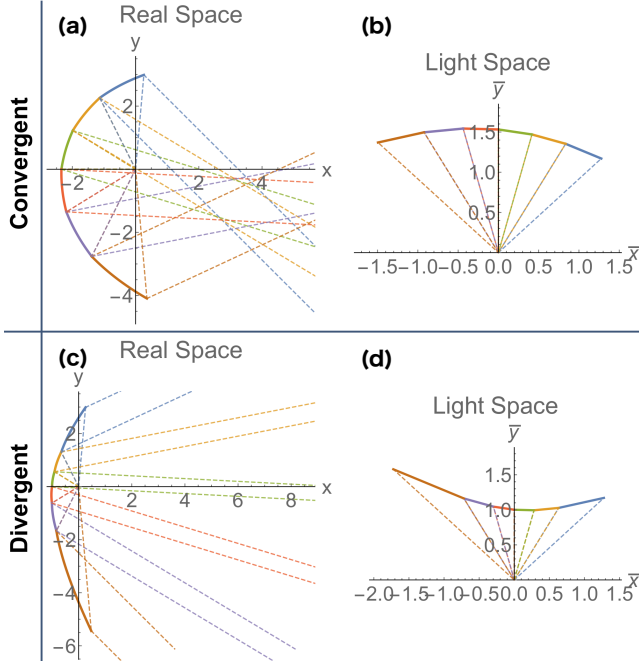 (a)
Real Space
y
2
-2
2
4
x
-2
-4
Convergent
(b)
Light Space
y̅
1.5
1.0
0.5
-1.5 -1.0 -0.5 0.0 0.5 1.0 1.5 x̅
(c)
Real Space
y
2
2 4 6 8 x
-2
-4
-6
Divergent
(d)
Light Space
y̅
1.5
1.0
0.5
-2.0 -1.5 -1.0 -0.5 0.0 0.5 1.0 1.5 x̅